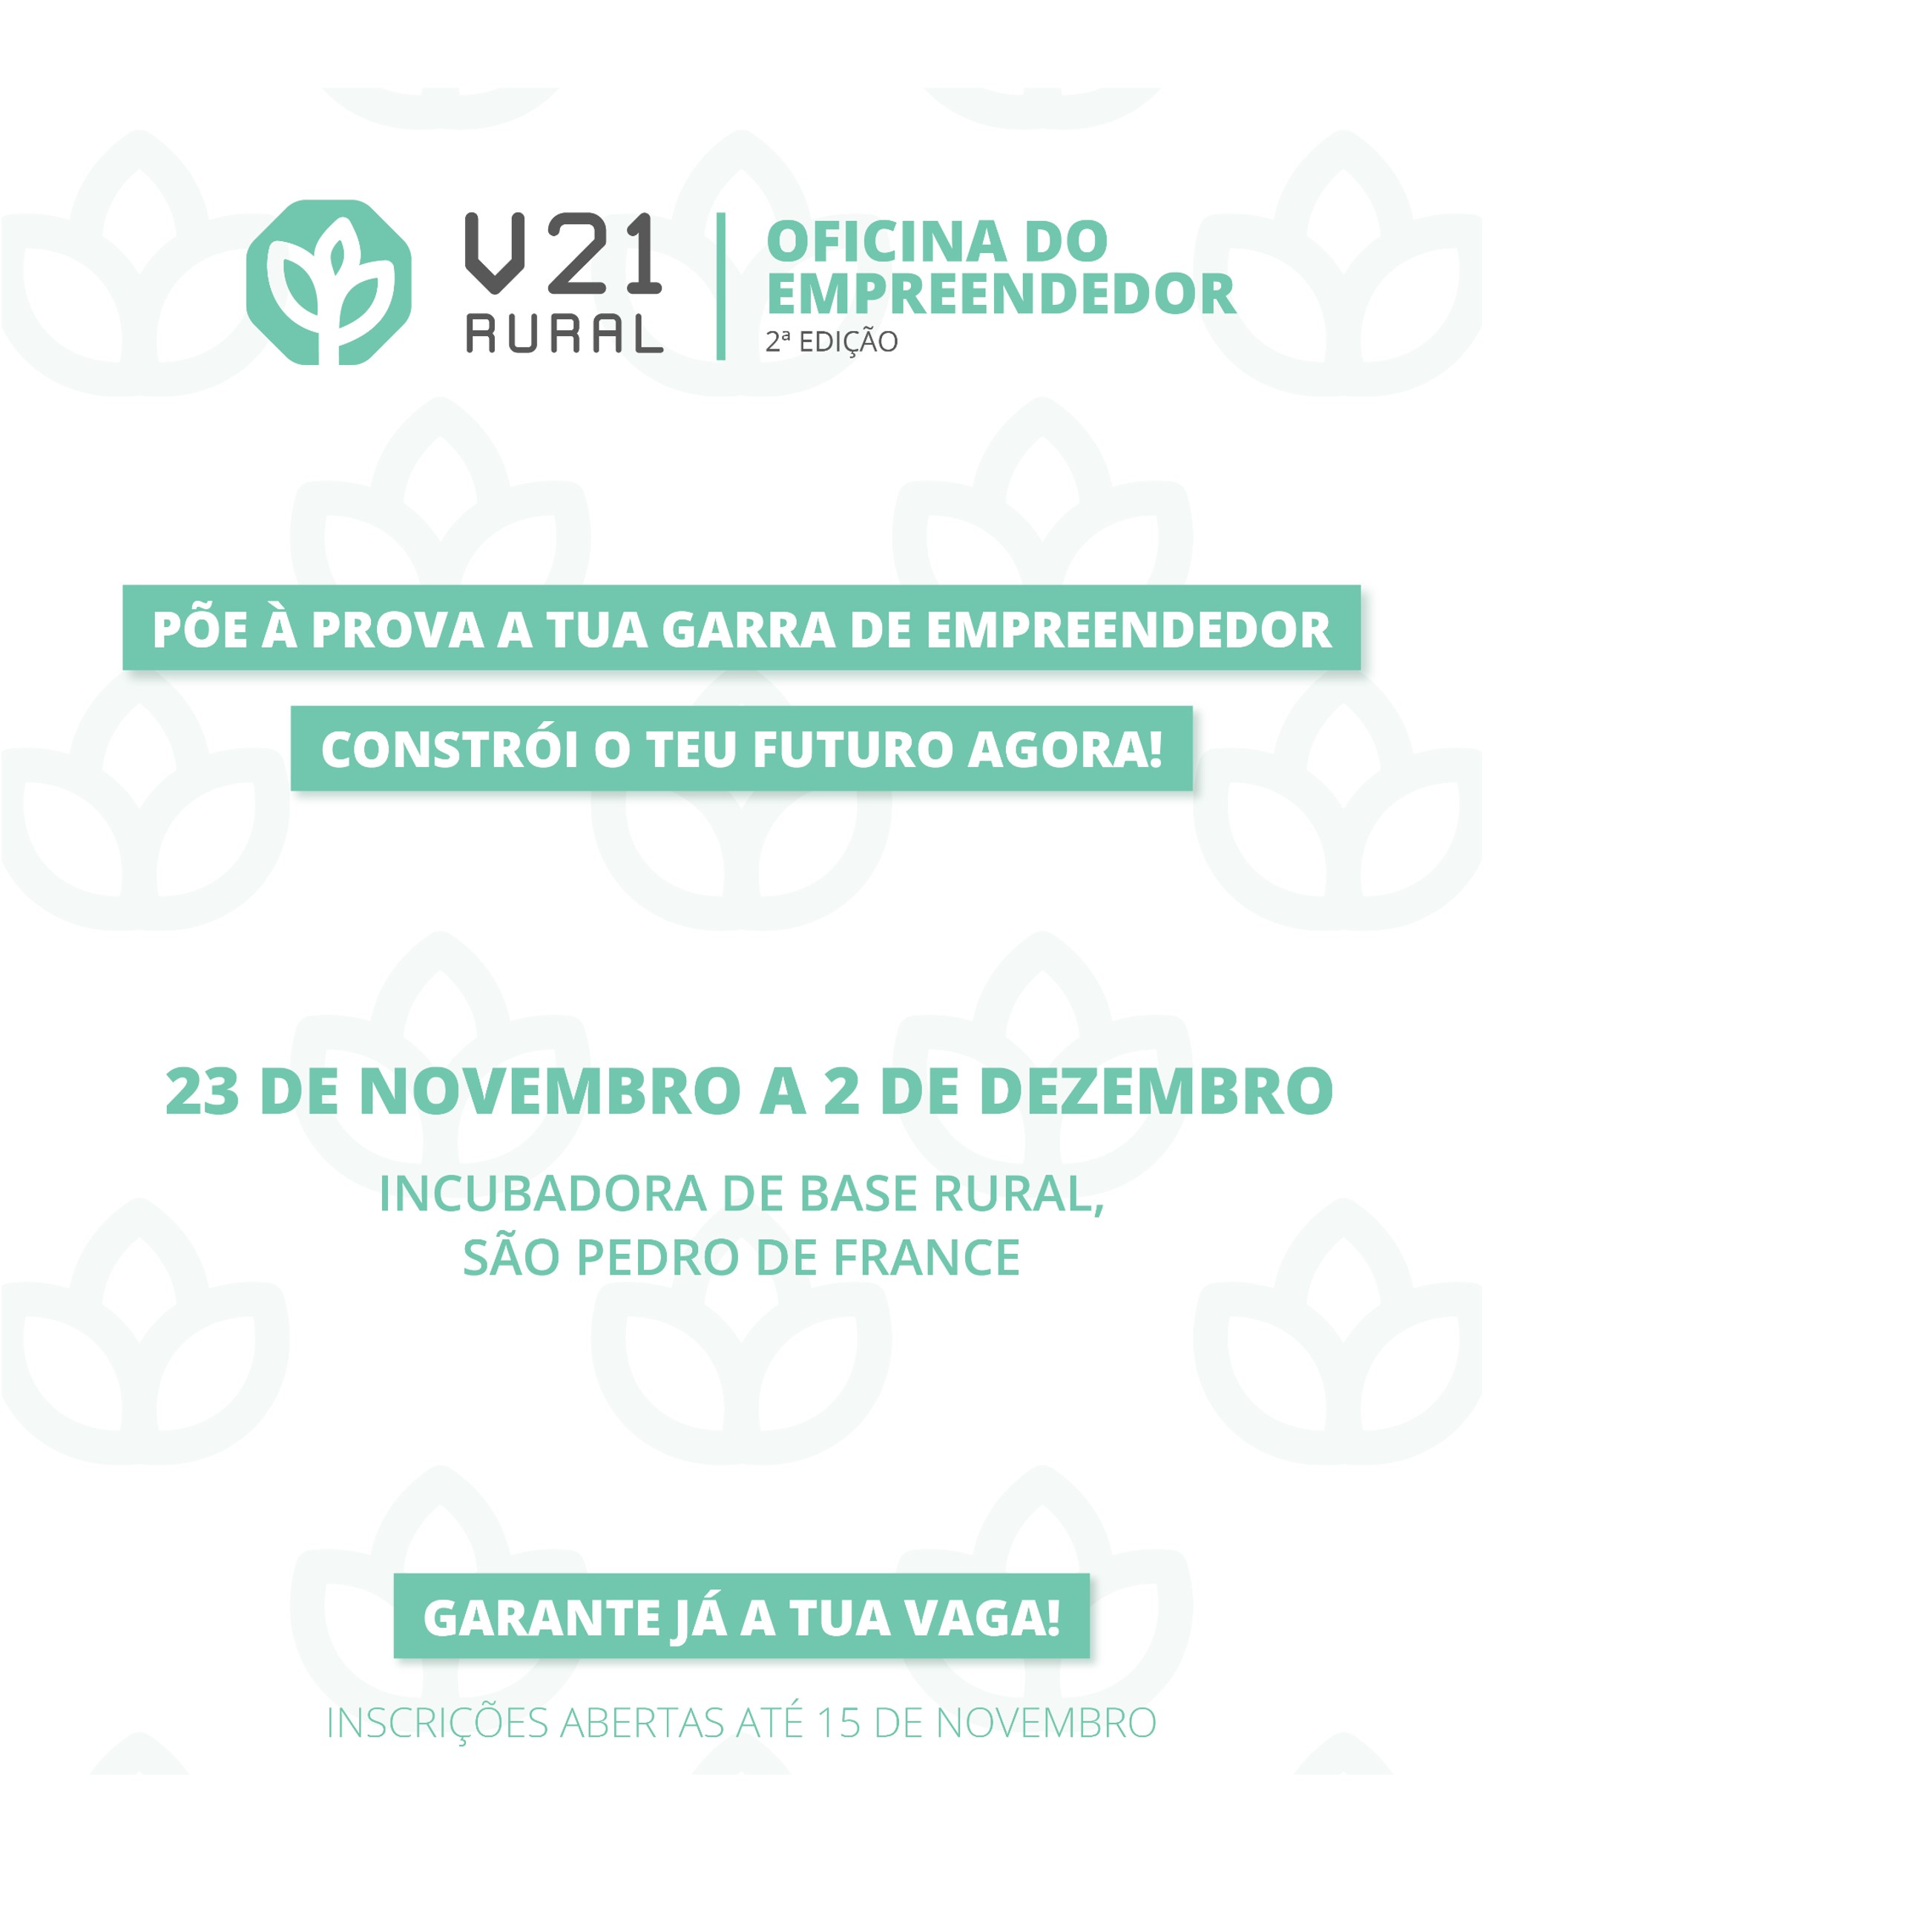 V21
RURAL
OFICINA DO
EMPREENDEDOR
2ª EDIÇÃO
PÕE À PROVA A TUA GARRA DE EMPREENDEDOR
CONSTRÓI O TEU FUTURO AGORA!
23 DE NOVEMBRO A 2 DE DEZEMBRO
INCUBADORA DE BASE RURAL,
SÃO PEDRO DE FRANCE
GARANTE JÁ A TUA VAGA!
INSCRIÇÕES ABERTAS ATÉ 15 DE NOVEMBRO